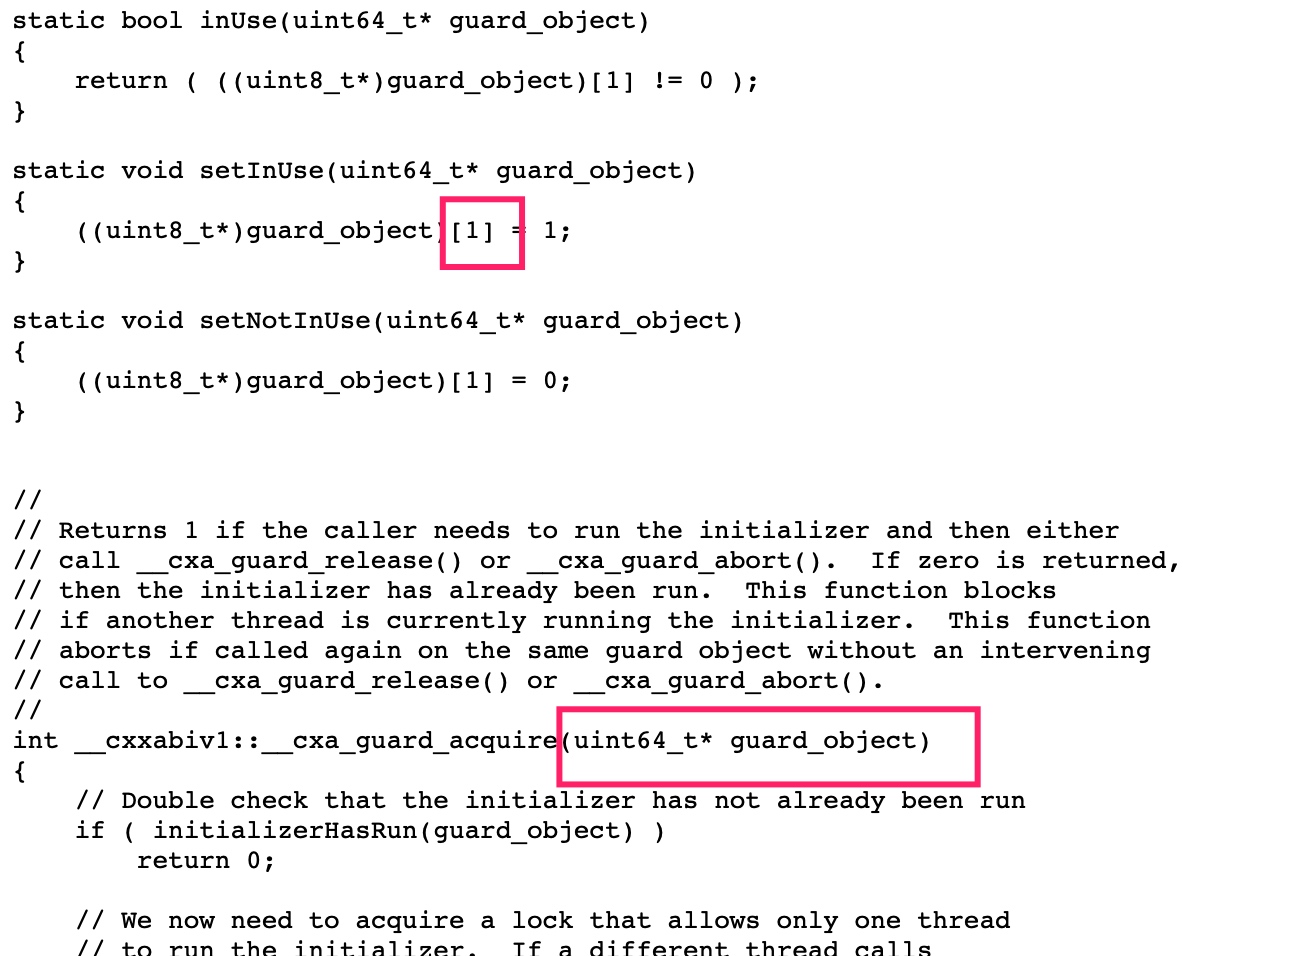 static bool inUse(uint64_t* guard_object)
{
    return ( ((uint8_t*)guard_object)[1] != 0 );
}
static void setInUse(uint64_t* guard_object)
{
    ((uint8_t*)guard_object)[1] = 1;
}
static void setNotInUse(uint64_t* guard_object)
{
    ((uint8_t*)guard_object)[1] = 0;
}
//
// Returns 1 if the caller needs to run the initializer and then either
// call __cxa_guard_release() or __cxa_guard_abort().  If zero is returned,
// then the initializer has already been run.  This function blocks
// if another thread is currently running the initializer.  This function
// aborts if called again on the same guard object without an intervening
// call to __cxa_guard_release() or __cxa_guard_abort().
//
int __cxxabiv1::__cxa_guard_acquire(uint64_t* guard_object)
{
    // Double check that the initializer has not already been run
    if ( initializerHasRun(guard_object) )
        return 0;
    // We now need to acquire a lock that allows only one thread
    // to run the initializer.  If a different thread calls